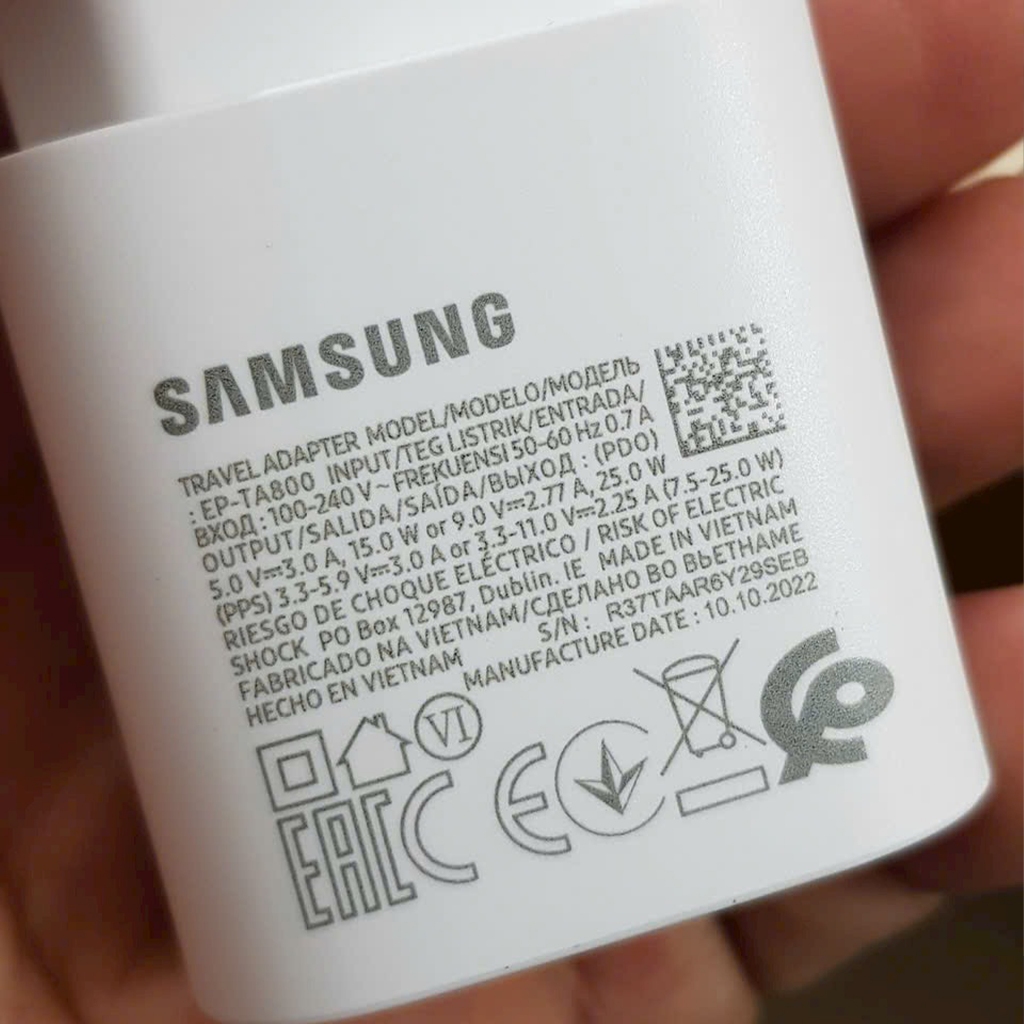 SAMSUNG
TRAVEL ADAPTER MODEL/MODELO/МОДЕЛЬ
: EP-TA800 INPUT/TEG LISTRIK/ENTRADA/
ВХОД : 100-240 V~FREKUENSI 50-60 Hz 0.7 A
OUTPUT/SALIDA/SAÍDA/ВЫХОД : (PDO)
5.0 V⎓3.0 A, 15.0 W or 9.0 V⎓2.77 A, 25.0 W
(PPS) 3.3-5.9 V⎓3.0 A or 3.3-11.0 V⎓2.25 A (7.5-25.0 W)
RIESGO DE CHOQUE ELÉCTRICO / RISK OF ELECTRIC
SHOCK PO Box 12987, Dublin. IE MADE IN VIETNAM
FABRICADO NA VIETNAM/СДЕЛАНО ВО ВЬЕТНАМЕ
HECHO EN VIETNAM S/N : R37TAAR6Y29SEB
MANUFACTURE DATE : 10.10.2022
VI
EAC CE